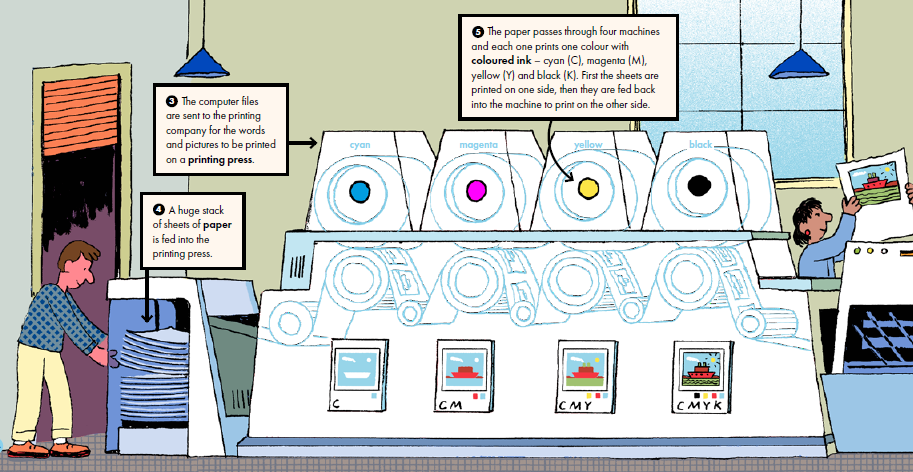 3 The computer files
are sent to the printing
company for the words
and pictures to be printed
on a printing press.
4 A huge stack
of sheets of paper
is fed into the
printing press.
5 The paper passes through four machines
and each one prints one colour with
coloured ink – cyan (C), magenta (M),
yellow (Y) and black (K). First the sheets are
printed on one side, then they are fed back
into the machine to print on the other side.
cyan
magenta
yellow
black
C
CM
CMY
CMYK